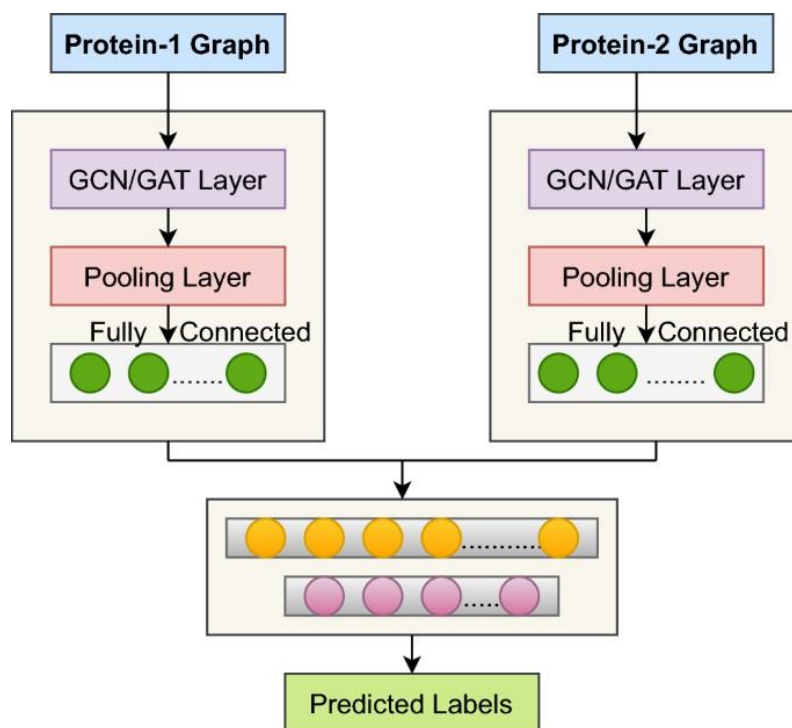 Protein-1 Graph
Protein-2 Graph
GCN/GAT Layer
GCN/GAT Layer
Pooling Layer
Pooling Layer
Fully Connected
Fully Connected
Predicted Labels